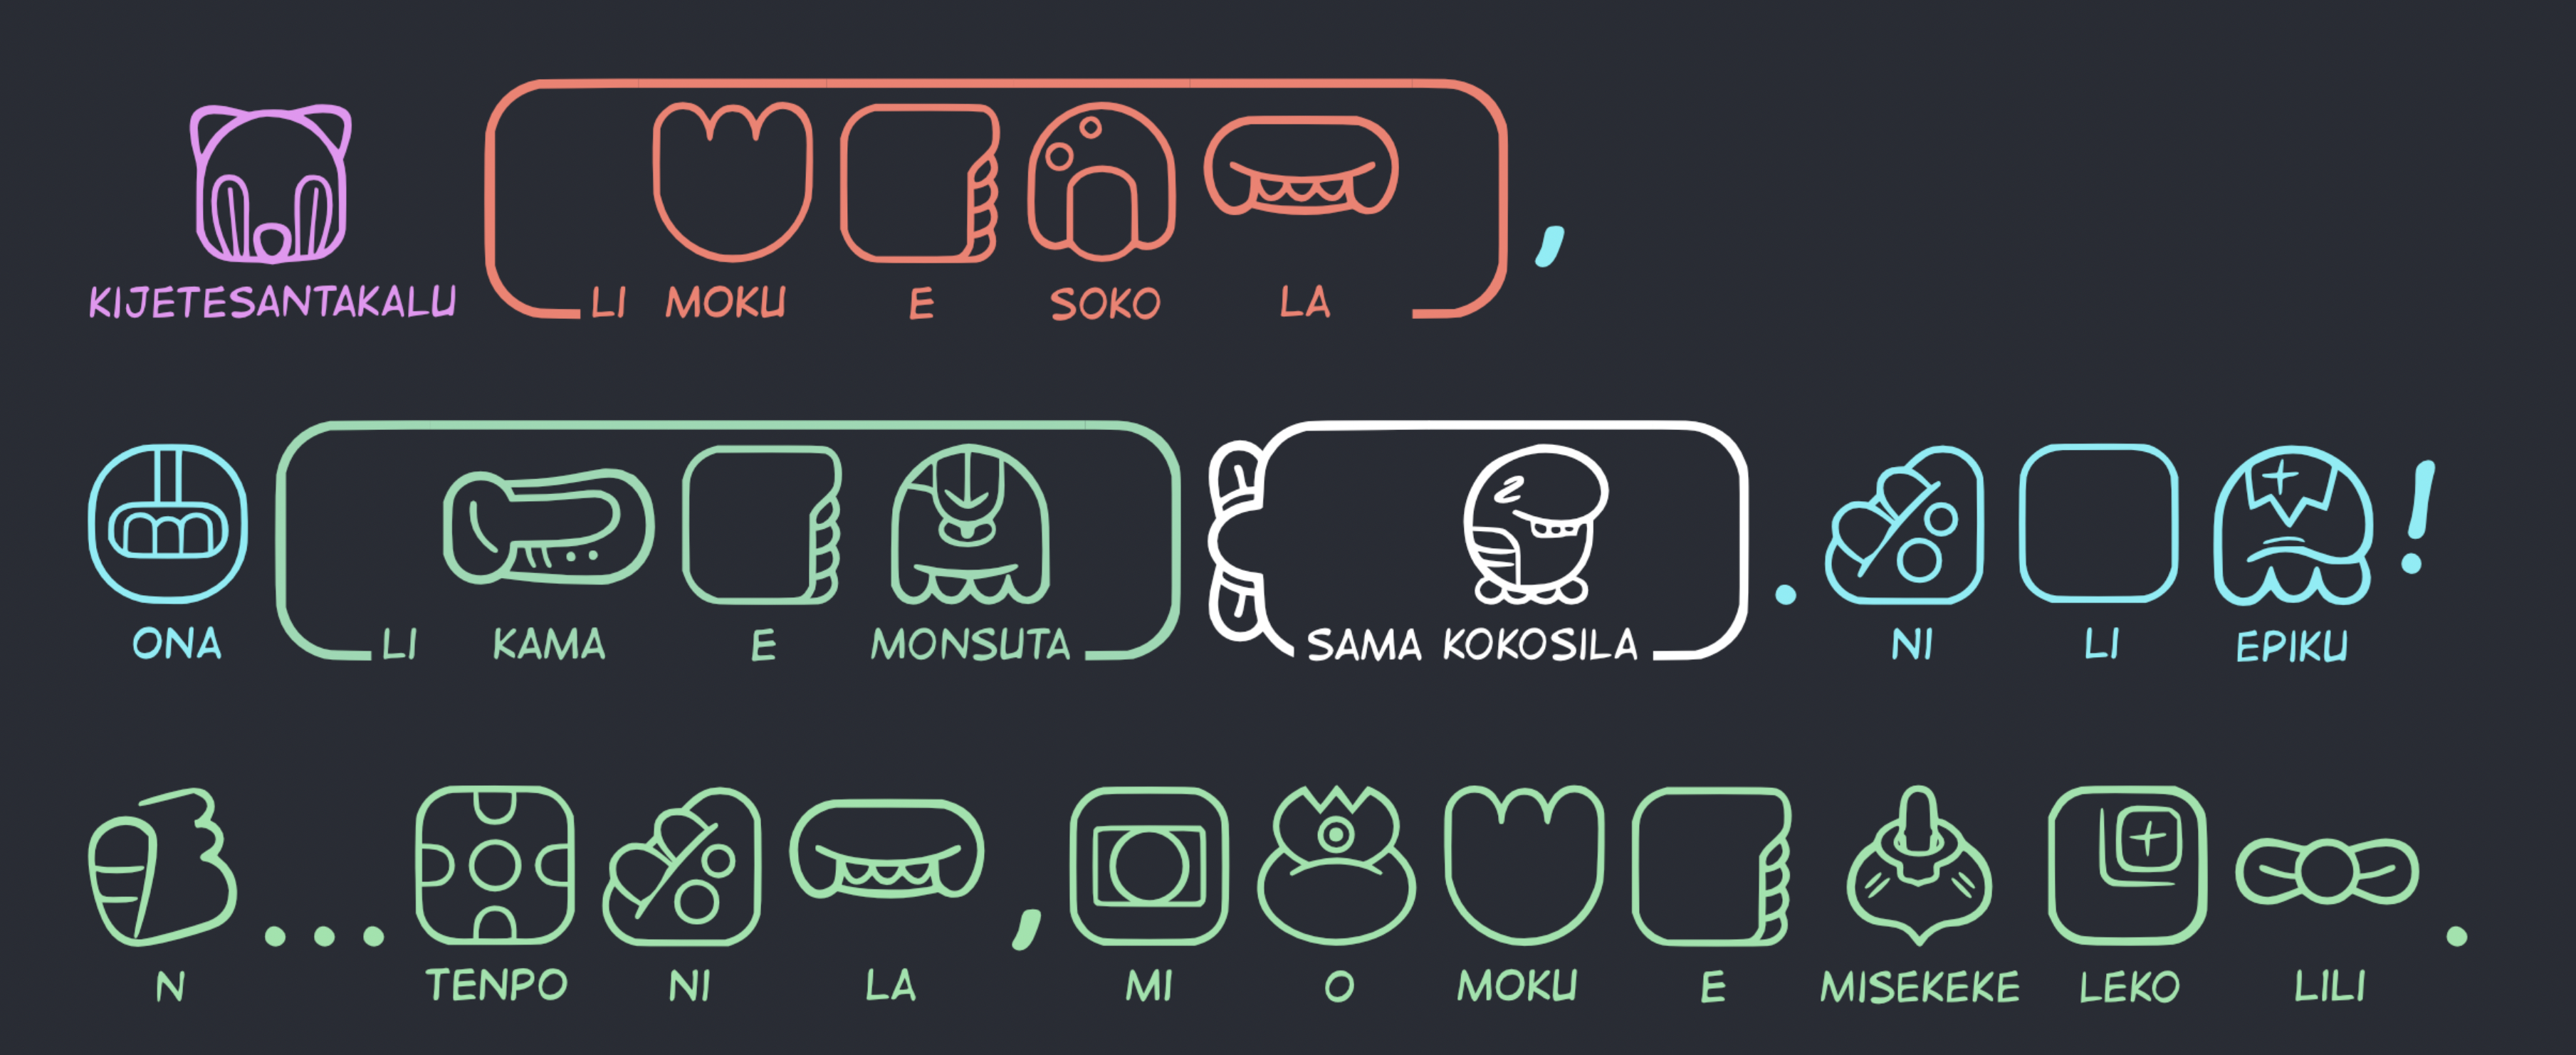 KIJETESANTAKALU LI MOKU E SOKO LA,
ONA LI KAMA E MONSUTA SAMA KOKOSILA. NI LI EPIKU!
N... TENPO NI LA, MI O MOKU E MISEKEKE LEKO LILI.